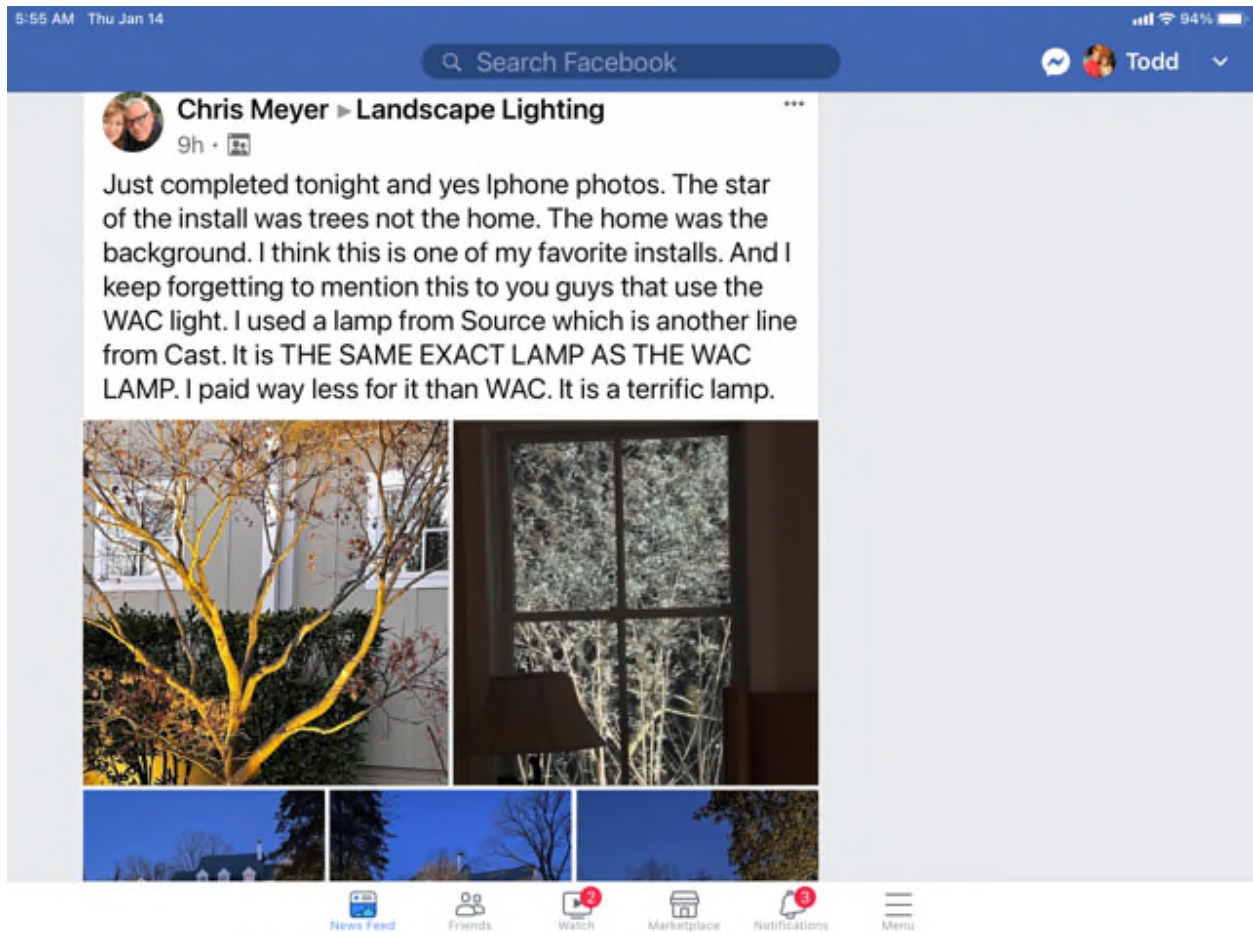 5:55 AM Thu Jan 14
94%
Search Facebook
Todd
Chris Meyer ▸ Landscape Lighting
9h ·
Just completed tonight and yes Iphone photos. The star
of the install was trees not the home. The home was the
background. I think this is one of my favorite installs. And I
keep forgetting to mention this to you guys that use the
WAC light. I used a lamp from Source which is another line
from Cast. It is THE SAME EXACT LAMP AS THE WAC
LAMP. I paid way less for it than WAC. It is a terrific lamp.
2
3
News Feed
Friends
Watch
Marketplace
Notifications
Menu